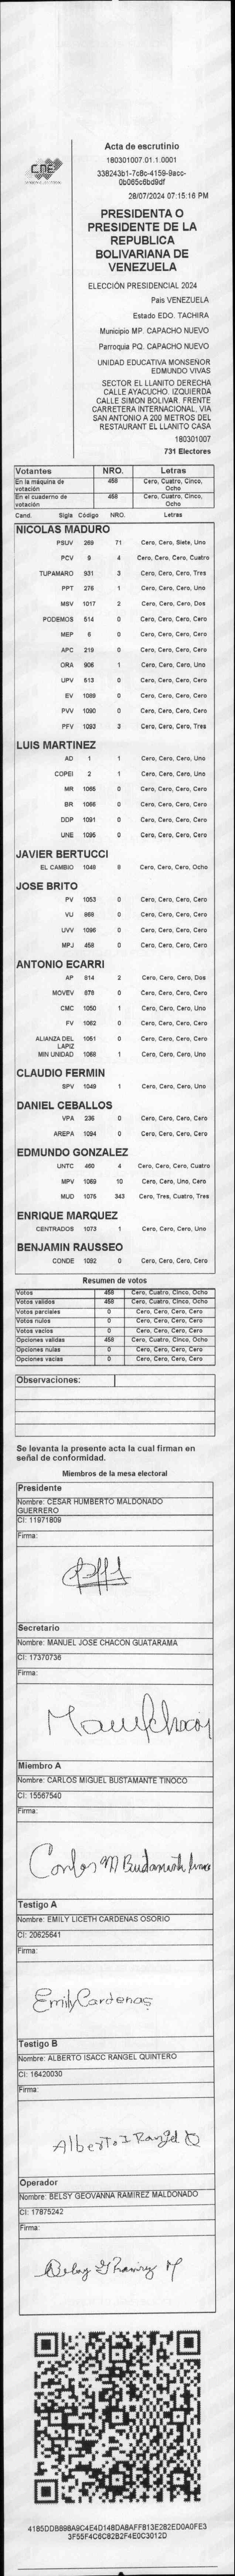 CNE
Acta de escrutinio
180301007.01.1.0001
338243b1-7c8c-4159-9acc-
0b065c6bd9df
28/07/2024 07:15:16 PM
PRESIDENTA O
PRESIDENTE DE LA
REPUBLICA
BOLIVARIANA DE
VENEZUELA
ELECCIÓN PRESIDENCIAL 2024
País VENEZUELA
Estado EDO. TACHIRA
Municipio MP. CAPACHO NUEVO
Parroquia PQ. CAPACHO NUEVO
UNIDAD EDUCATIVA MONSEÑOR
EDMUNDO VIVAS
SECTOR EL LLANITO DERECHA
CALLE AYACUCHO. IZQUIERDA
CALLE SIMON BOLIVAR. FRENTE
CARRETERA INTERNACIONAL, VIA
SAN ANTONIO A 200 METROS DEL
RESTAURANT EL LLANITO CASA
180301007
731 Electores
Votantes NRO. Letras
En la máquina de votación 458 Cero, Cuatro, Cinco, Ocho
En el cuaderno de votación 458 Cero, Cuatro, Cinco, Ocho
Cand. Sigla Código NRO. Letras
NICOLAS MADURO
PSUV 269 71 Cero, Cero, Siete, Uno
PCV 9 4 Cero, Cero, Cero, Cuatro
TUPAMARO 931 3 Cero, Cero, Cero, Tres
PPT 276 1 Cero, Cero, Cero, Uno
MSV 1017 2 Cero, Cero, Cero, Dos
PODEMOS 514 0 Cero, Cero, Cero, Cero
MEP 6 0 Cero, Cero, Cero, Cero
APC 219 0 Cero, Cero, Cero, Cero
ORA 906 1 Cero, Cero, Cero, Uno
UPV 513 0 Cero, Cero, Cero, Cero
EV 1089 0 Cero, Cero, Cero, Cero
PVV 1090 0 Cero, Cero, Cero, Cero
PFV 1093 3 Cero, Cero, Cero, Tres
LUIS MARTINEZ
AD 1 1 Cero, Cero, Cero, Uno
COPEI 2 1 Cero, Cero, Cero, Uno
MR 1065 0 Cero, Cero, Cero, Cero
BR 1066 0 Cero, Cero, Cero, Cero
DDP 1091 0 Cero, Cero, Cero, Cero
UNE 1095 0 Cero, Cero, Cero, Cero
JAVIER BERTUCCI
EL CAMBIO 1048 8 Cero, Cero, Cero, Ocho
JOSE BRITO
PV 1053 0 Cero, Cero, Cero, Cero
VU 868 0 Cero, Cero, Cero, Cero
UVV 1096 0 Cero, Cero, Cero, Cero
MPJ 458 0 Cero, Cero, Cero, Cero
ANTONIO ECARRI
AP 814 2 Cero, Cero, Cero, Dos
MOVEV 878 0 Cero, Cero, Cero, Cero
CMC 1050 1 Cero, Cero, Cero, Uno
FV 1062 0 Cero, Cero, Cero, Cero
ALIANZA DEL LAPIZ 1051 0 Cero, Cero, Cero, Cero
MIN UNIDAD 1068 1 Cero, Cero, Cero, Uno
CLAUDIO FERMIN
SPV 1049 1 Cero, Cero, Cero, Uno
DANIEL CEBALLOS
VPA 236 0 Cero, Cero, Cero, Cero
AREPA 1094 0 Cero, Cero, Cero, Cero
EDMUNDO GONZALEZ
UNTC 460 4 Cero, Cero, Cero, Cuatro
MPV 1069 10 Cero, Cero, Uno, Cero
MUD 1075 343 Cero, Tres, Cuatro, Tres
ENRIQUE MARQUEZ
CENTRADOS 1073 1 Cero, Cero, Cero, Uno
BENJAMIN RAUSSEO
CONDE 1092 0 Cero, Cero, Cero, Cero
Resumen de votos
Votos 458 Cero, Cuatro, Cinco, Ocho
Votos validos 458 Cero, Cuatro, Cinco, Ocho
Votos parciales 0 Cero, Cero, Cero, Cero
Votos nulos 0 Cero, Cero, Cero, Cero
Votos vacios 0 Cero, Cero, Cero, Cero
Opciones validas 458 Cero, Cuatro, Cinco, Ocho
Opciones nulas 0 Cero, Cero, Cero, Cero
Opciones vacias 0 Cero, Cero, Cero, Cero
Observaciones:
Se levanta la presente acta la cual firman en
señal de conformidad.
Miembros de la mesa electoral
Presidente
Nombre: CESAR HUMBERTO MALDONADO
GUERRERO
CI: 11971809
Firma:
Secretario
Nombre: MANUEL JOSE CHACON GUATARAMA
CI: 17370736
Firma:
Manuel Chacon
Miembro A
Nombre: CARLOS MIGUEL BUSTAMANTE TINOCO
CI: 15567540
Firma:
Carlos M Bustamante Tinoco
Testigo A
Nombre: EMILY LICETH CARDENAS OSORIO
CI: 20625641
Firma:
Emily Cardenas
Testigo B
Nombre: ALBERTO ISACC RANGEL QUINTERO
CI: 16420030
Firma:
Alberto I Rangel Q
Operador
Nombre: BELSY GEOVANNA RAMIREZ MALDONADO
CI: 17875242
Firma:
Belsy G Ramirez M
4185DDB898A9C4E4D148DA8AFFB13E282ED0A0FE3
3F55F4C6C82B2F4E0C3012D